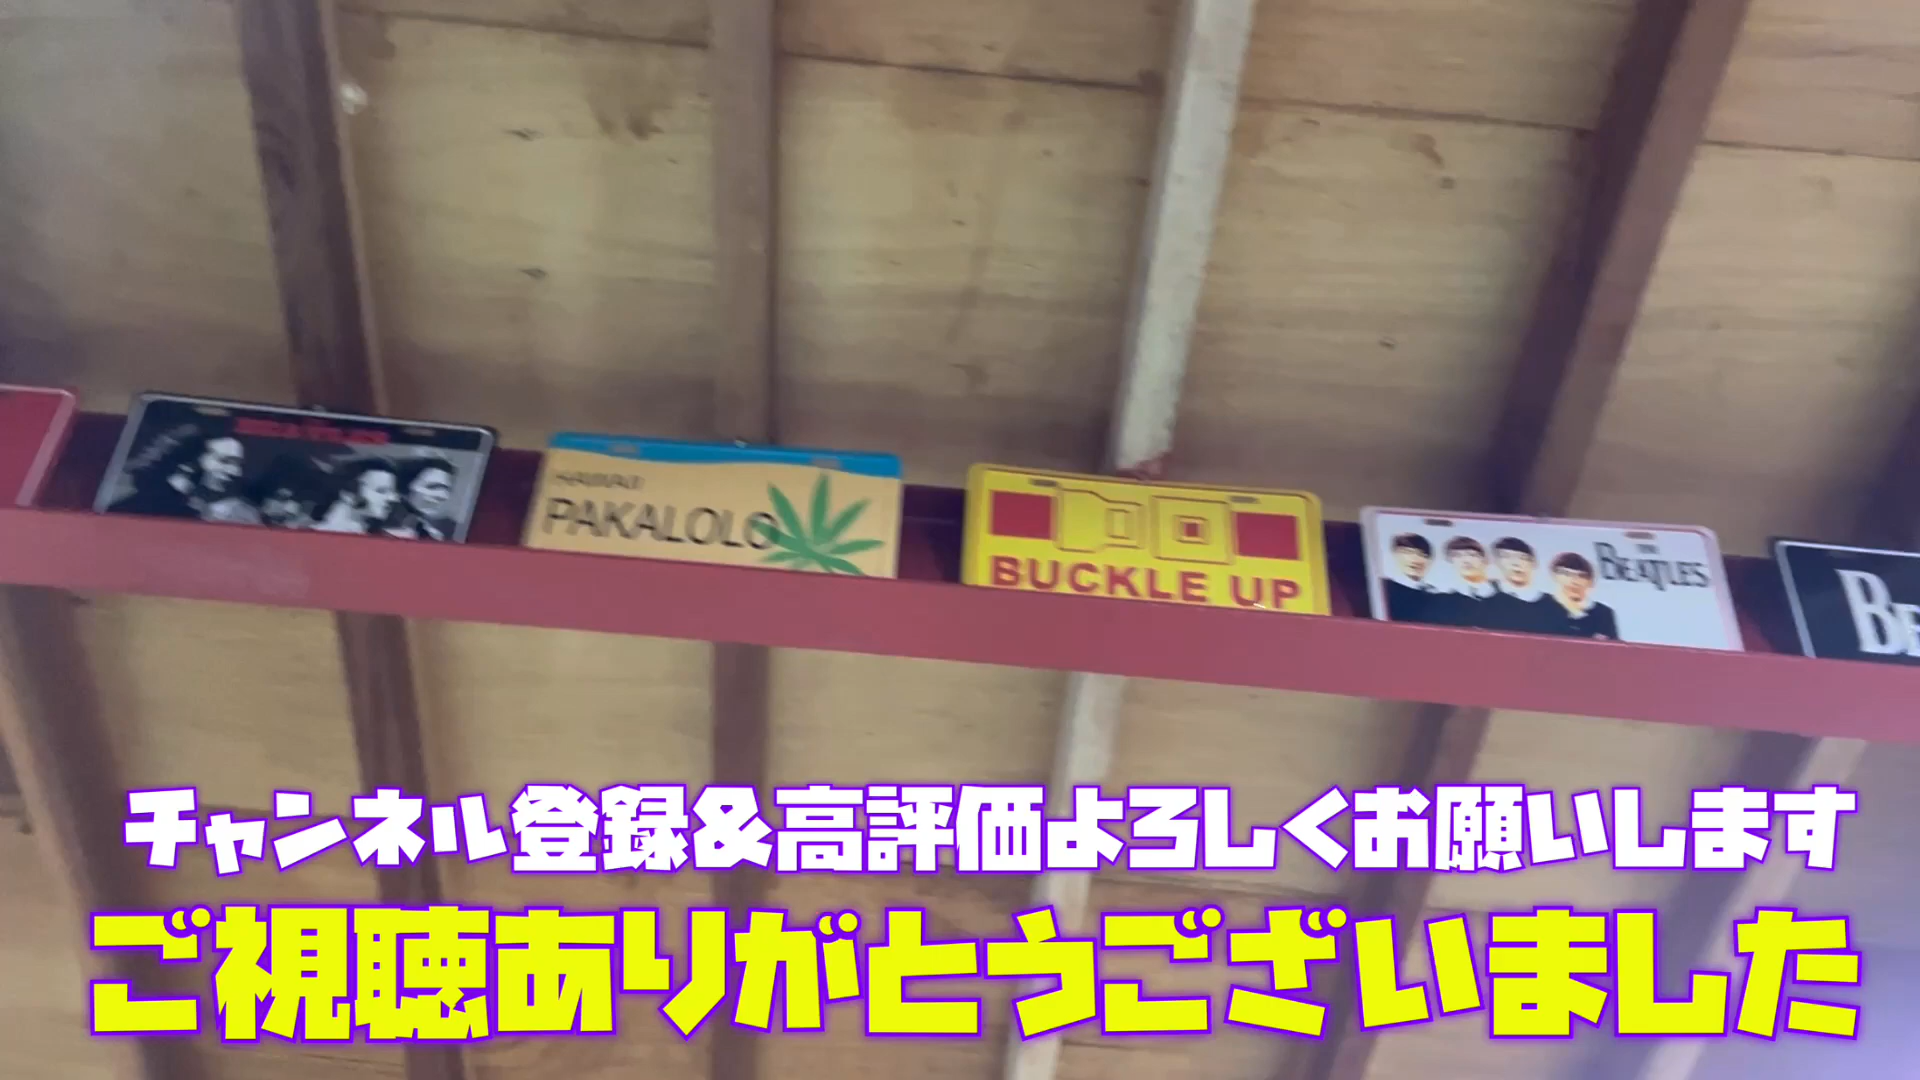 BEATLES
HAWAII
PAKALOLO
BUCKLE UP
THE
BEATLES
BE
チャンネル登録&高評価よろしくお願いします
ご視聴ありがとうございました